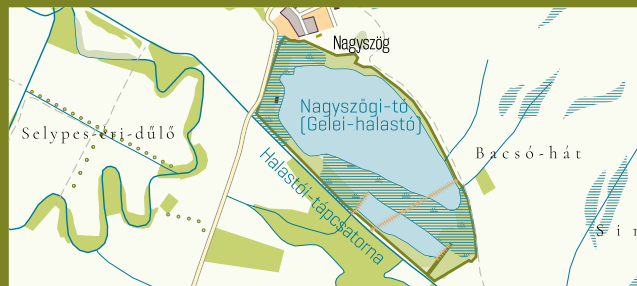 Nagyszög
Nagyszögi-tó
(Gelei-halastó)
Selypes-éri-dűlő
Bacsó-hát
Halastói-tápcsatorna